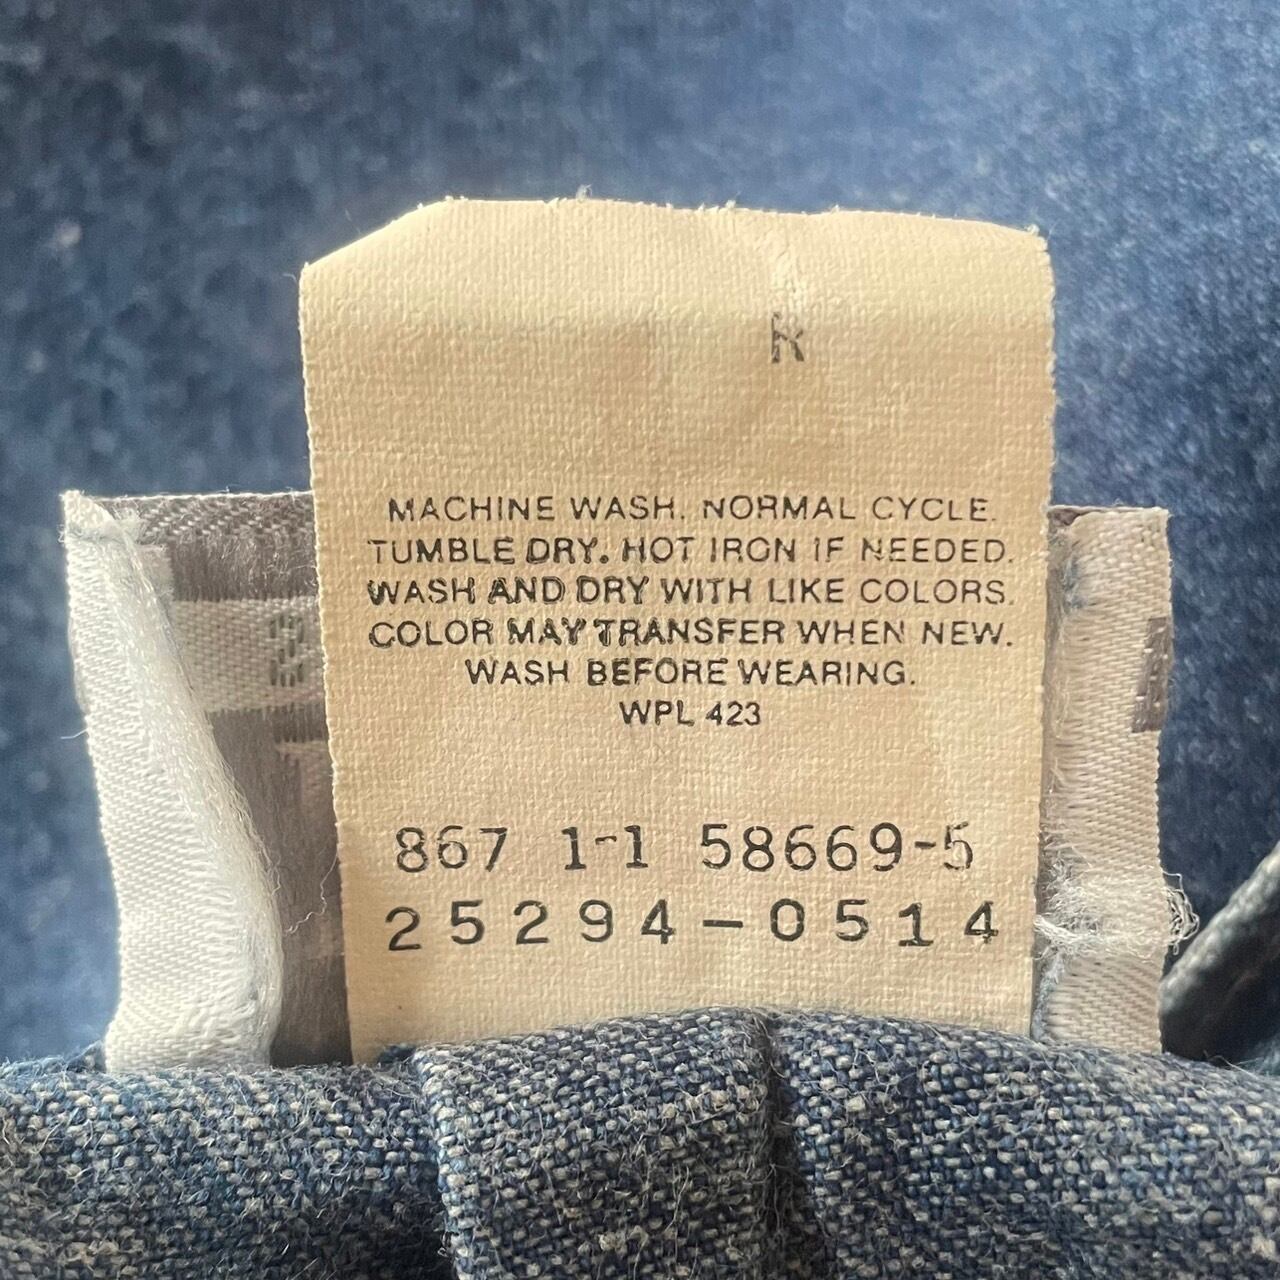 R
MACHINE WASH. NORMAL CYCLE.
TUMBLE DRY. HOT IRON IF NEEDED.
WASH AND DRY WITH LIKE COLORS.
COLOR MAY TRANSFER WHEN NEW.
WASH BEFORE WEARING.
WPL 423
867 1-1 58669-5
25294-0514